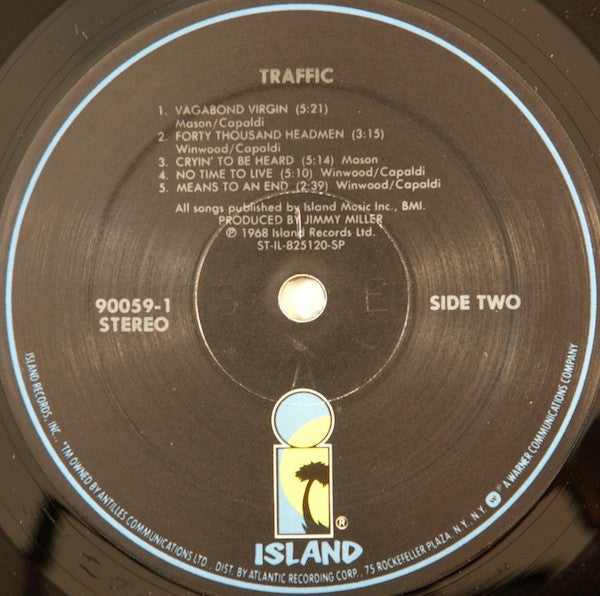 TRAFFIC
1. VAGABOND VIRGIN (5:21)
Mason/Capaldi
2. FORTY THOUSAND HEADMEN (3:15)
Winwood/Capaldi
3. CRYIN' TO BE HEARD (5:14) Mason
4. NO TIME TO LIVE (5:10) Winwood/Capaldi
5. MEANS TO AN END (2:39) Winwood/Capaldi
All songs published by Island Music Inc., BMI.
PRODUCED BY JIMMY MILLER
℗ 1968 Island Records Ltd.
ST-IL-825120-SP
90059-1
STEREO
SIDE TWO
i®
ISLAND
ISLAND RECORDS, INC., *TM OWNED BY ANTILLES COMMUNICATIONS LTD., DIST. BY ATLANTIC RECORDING CORP., 75 ROCKEFELLER PLAZA, N.Y., N.Y. A WARNER COMMUNICATIONS COMPANY